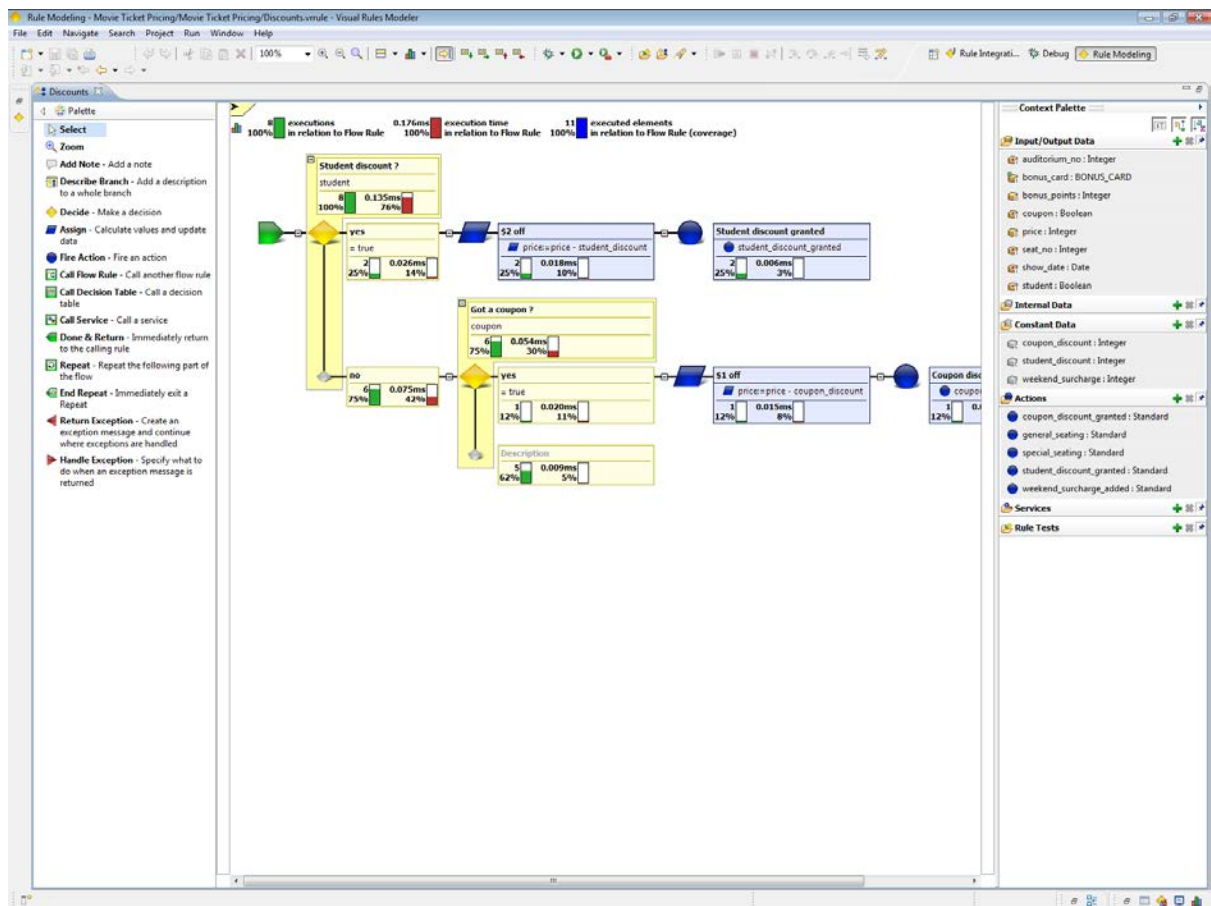 Rule Modeling - Movie Ticket Pricing/Movie Ticket Pricing/Discounts.vrrule - Visual Rules Modeler
File Edit Navigate Search Project Run Window Help
100%
Rule Integrati... Debug Rule Modeling
Discounts
Palette
Select
Zoom
Add Note - Add a note
Describe Branch - Add a description
to a whole branch
Decide - Make a decision
Assign - Calculate values and update
data
Fire Action - Fire an action
Call Flow Rule - Call another flow rule
Call Decision Table - Call a decision
table
Call Service - Call a service
Done & Return - Immediately return
to the calling rule
Repeat - Repeat the following part of
the flow
End Repeat - Immediately exit a
Repeat
Return Exception - Create an
exception message and continue
where exceptions are handled
Handle Exception - Specify what to
do when an exception message is
returned
8 executions 0.176ms execution time 11 executed elements
100% in relation to Flow Rule 100% in relation to Flow Rule 100% in relation to Flow Rule (coverage)
Student discount ?
student
8 0.135ms
100% 76%
yes
= true
2 0.026ms
25% 14%
$2 off
price:=price - student_discount
2 0.018ms
25% 10%
Student discount granted
student_discount_granted
2 0.006ms
25% 3%
Got a coupon ?
coupon
6 0.054ms
75% 30%
no
6 0.075ms
75% 42%
yes
= true
1 0.020ms
12% 11%
$1 off
price:=price - coupon_discount
1 0.015ms
12% 8%
Coupon disc
coupo
1 0.0
12%
Description
5 0.009ms
62% 5%
Context Palette
Input/Output Data
auditorium_no : Integer
bonus_card : BONUS_CARD
bonus_points : Integer
coupon : Boolean
price : Integer
seat_no : Integer
show_date : Date
student : Boolean
Internal Data
Constant Data
coupon_discount : Integer
student_discount : Integer
weekend_surcharge : Integer
Actions
coupon_discount_granted : Standard
general_seating : Standard
special_seating : Standard
student_discount_granted : Standard
weekend_surcharge_added : Standard
Services
Rule Tests